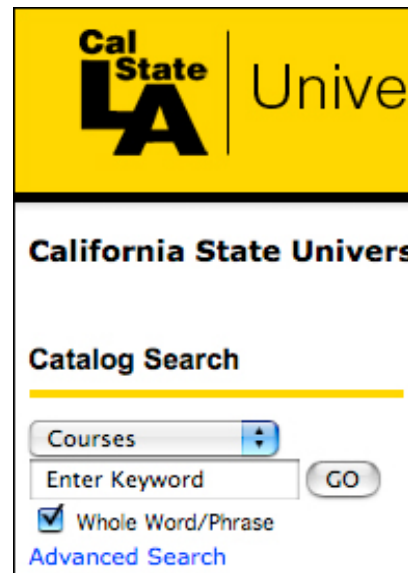 Cal
State
LA
Unive
California State Univers
Catalog Search
Courses
Enter Keyword GO
Whole Word/Phrase
Advanced Search